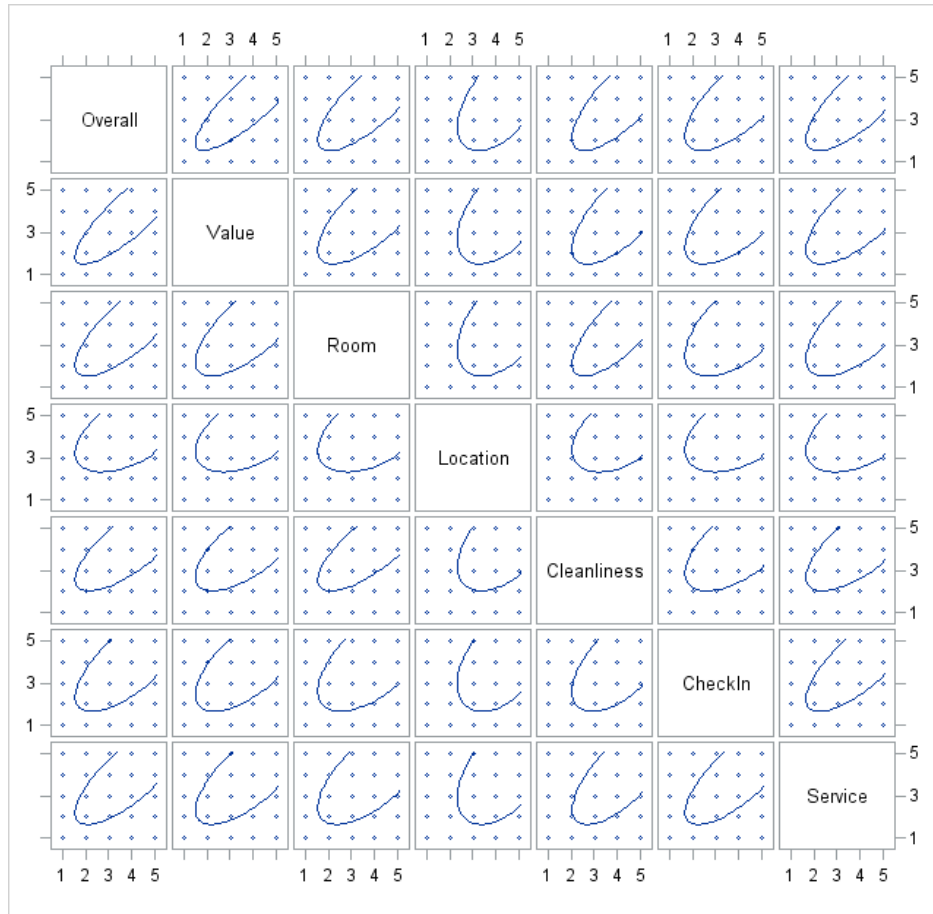 1 2 3 4 5 1 2 3 4 5 1 2 3 4 5
Overall 5
3
1
5
3 Value
1
Room 5
3
1
5
3 Location
1
Cleanliness 5
3
1
5
3 CheckIn
1
Service 5
3
1
1 2 3 4 5 1 2 3 4 5 1 2 3 4 5 1 2 3 4 5